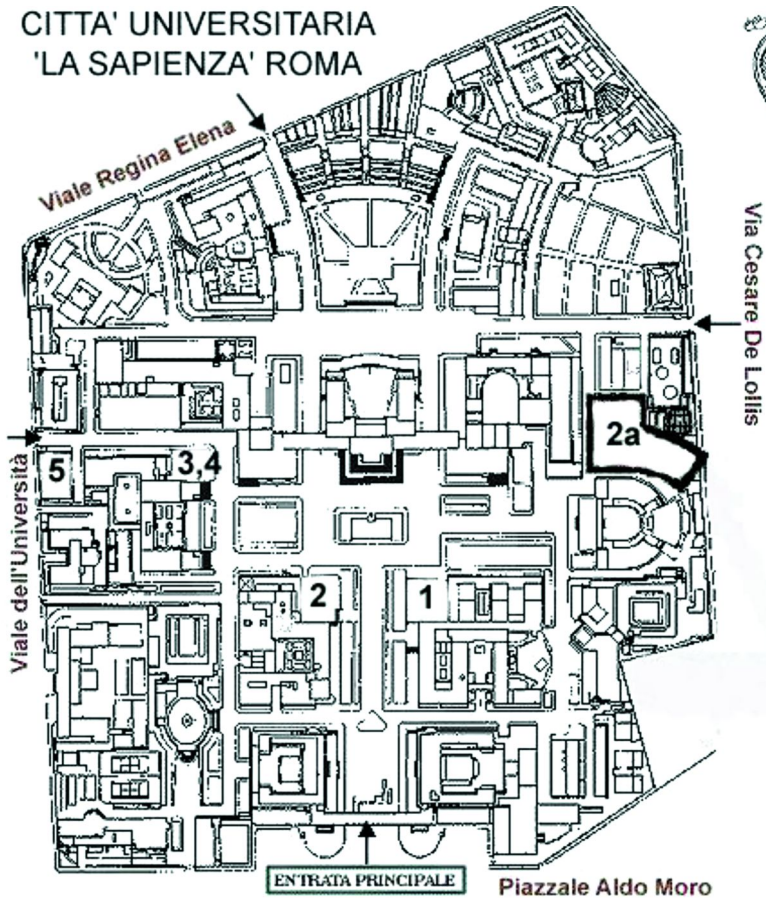 CITTA' UNIVERSITARIA
'LA SAPIENZA' ROMA
Viale Regina Elena
Via Cesare De Lollis
2a
5
3,4
Viale dell'Università
2
1
ENTRATA PRINCIPALE
Piazzale Aldo Moro